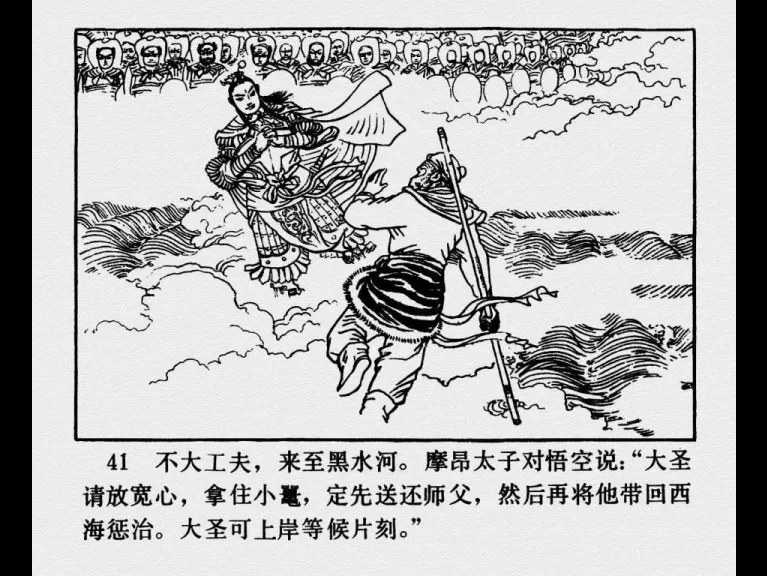 41 不大工夫，来至黑水河。摩昂太子对悟空说：“大圣
请放宽心，拿住小鼍，定先送还师父，然后再将他带回西
海惩治。大圣可上岸等候片刻。”